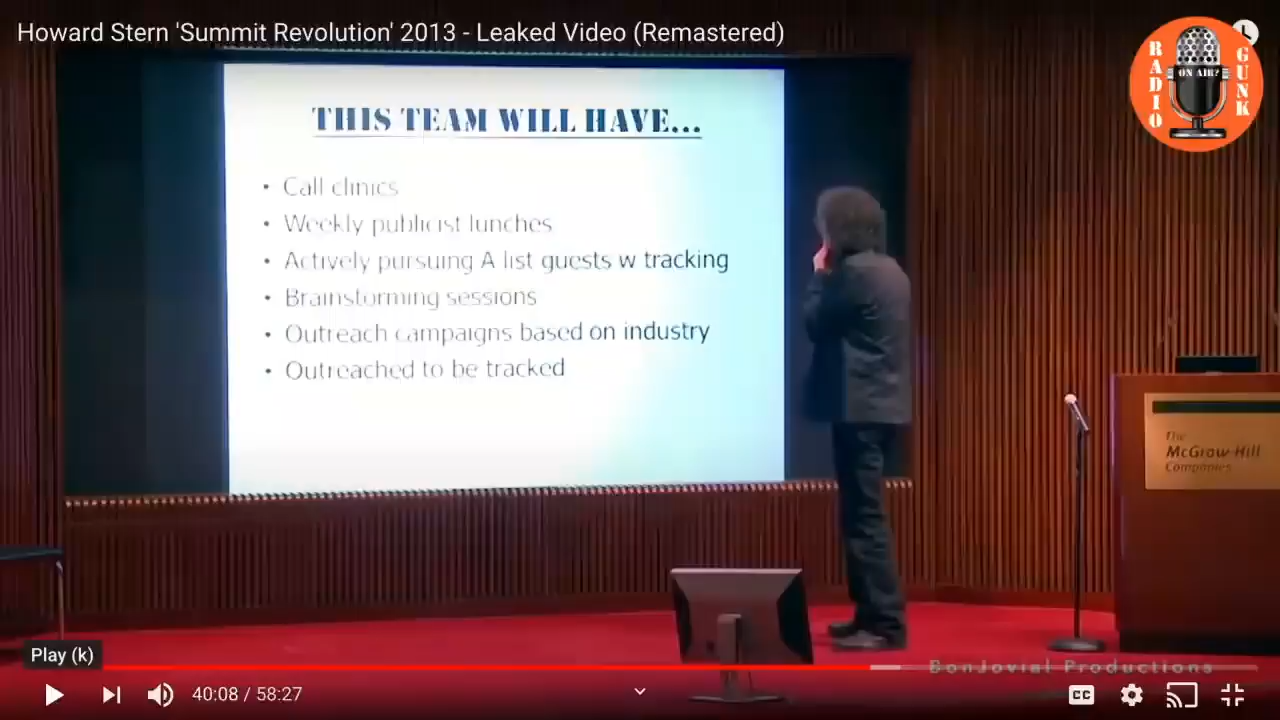 Howard Stern 'Summit Revolution' 2013 - Leaked Video (Remastered)
RADIO
ON AIR?
GUNK
THIS TEAM WILL HAVE...
• Call clinics
• Weekly publicist lunches
• Actively pursuing A list guests w tracking
• Brainstorming sessions
• Outreach campaigns based on industry
• Outreached to be tracked
The
McGraw-Hill
Companies
Play (k)
BonJovial Productions
40:08 / 58:27
CC